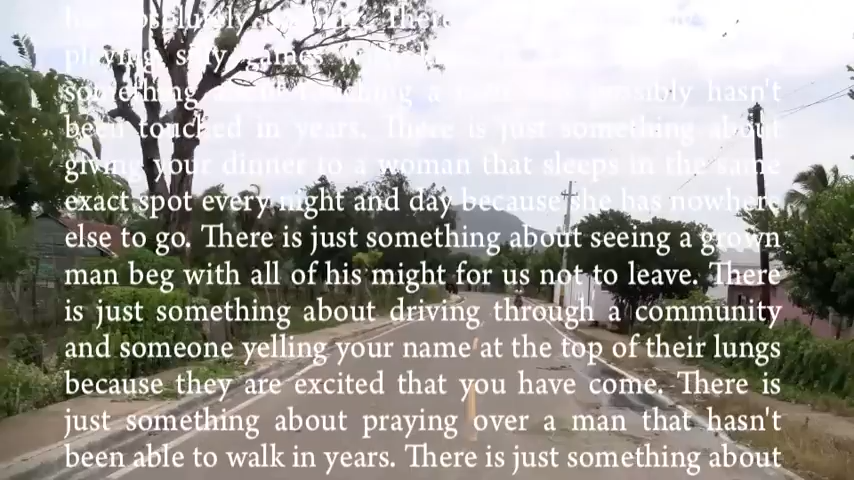 absolutely There
playing silly games
something about touching a possibly hasn't
been touched in years. There is just something about
giving your dinner to a woman that sleeps in the same
exact spot every night and day because she has nowhere
else to go. There is just something about seeing a grown
man beg with all of his might for us not to leave. There
is just something about driving through a community
and someone yelling your name at the top of their lungs
because they are excited that you have come. There is
just something about praying over a man that hasn't
been able to walk in years. There is just something about